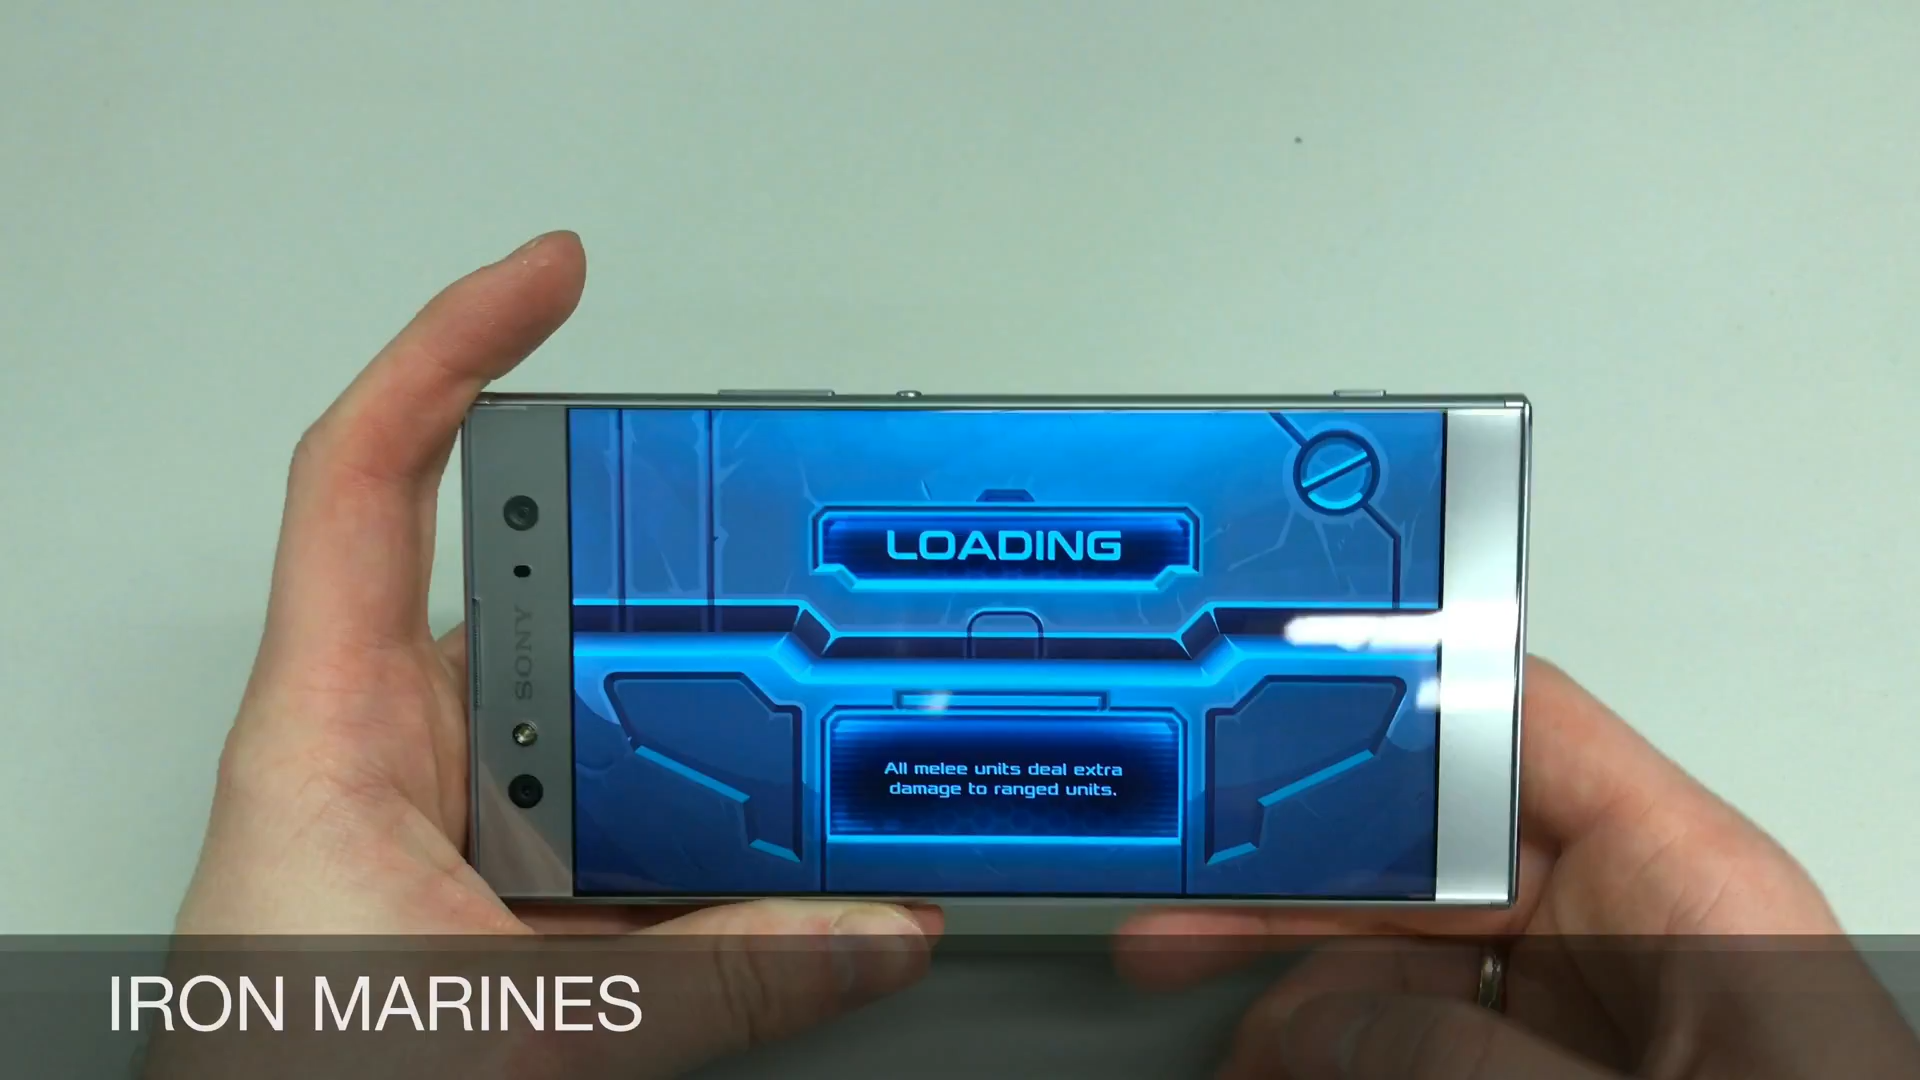 SONY
LOADING
All melee units deal extra
damage to ranged units.
IRON MARINES